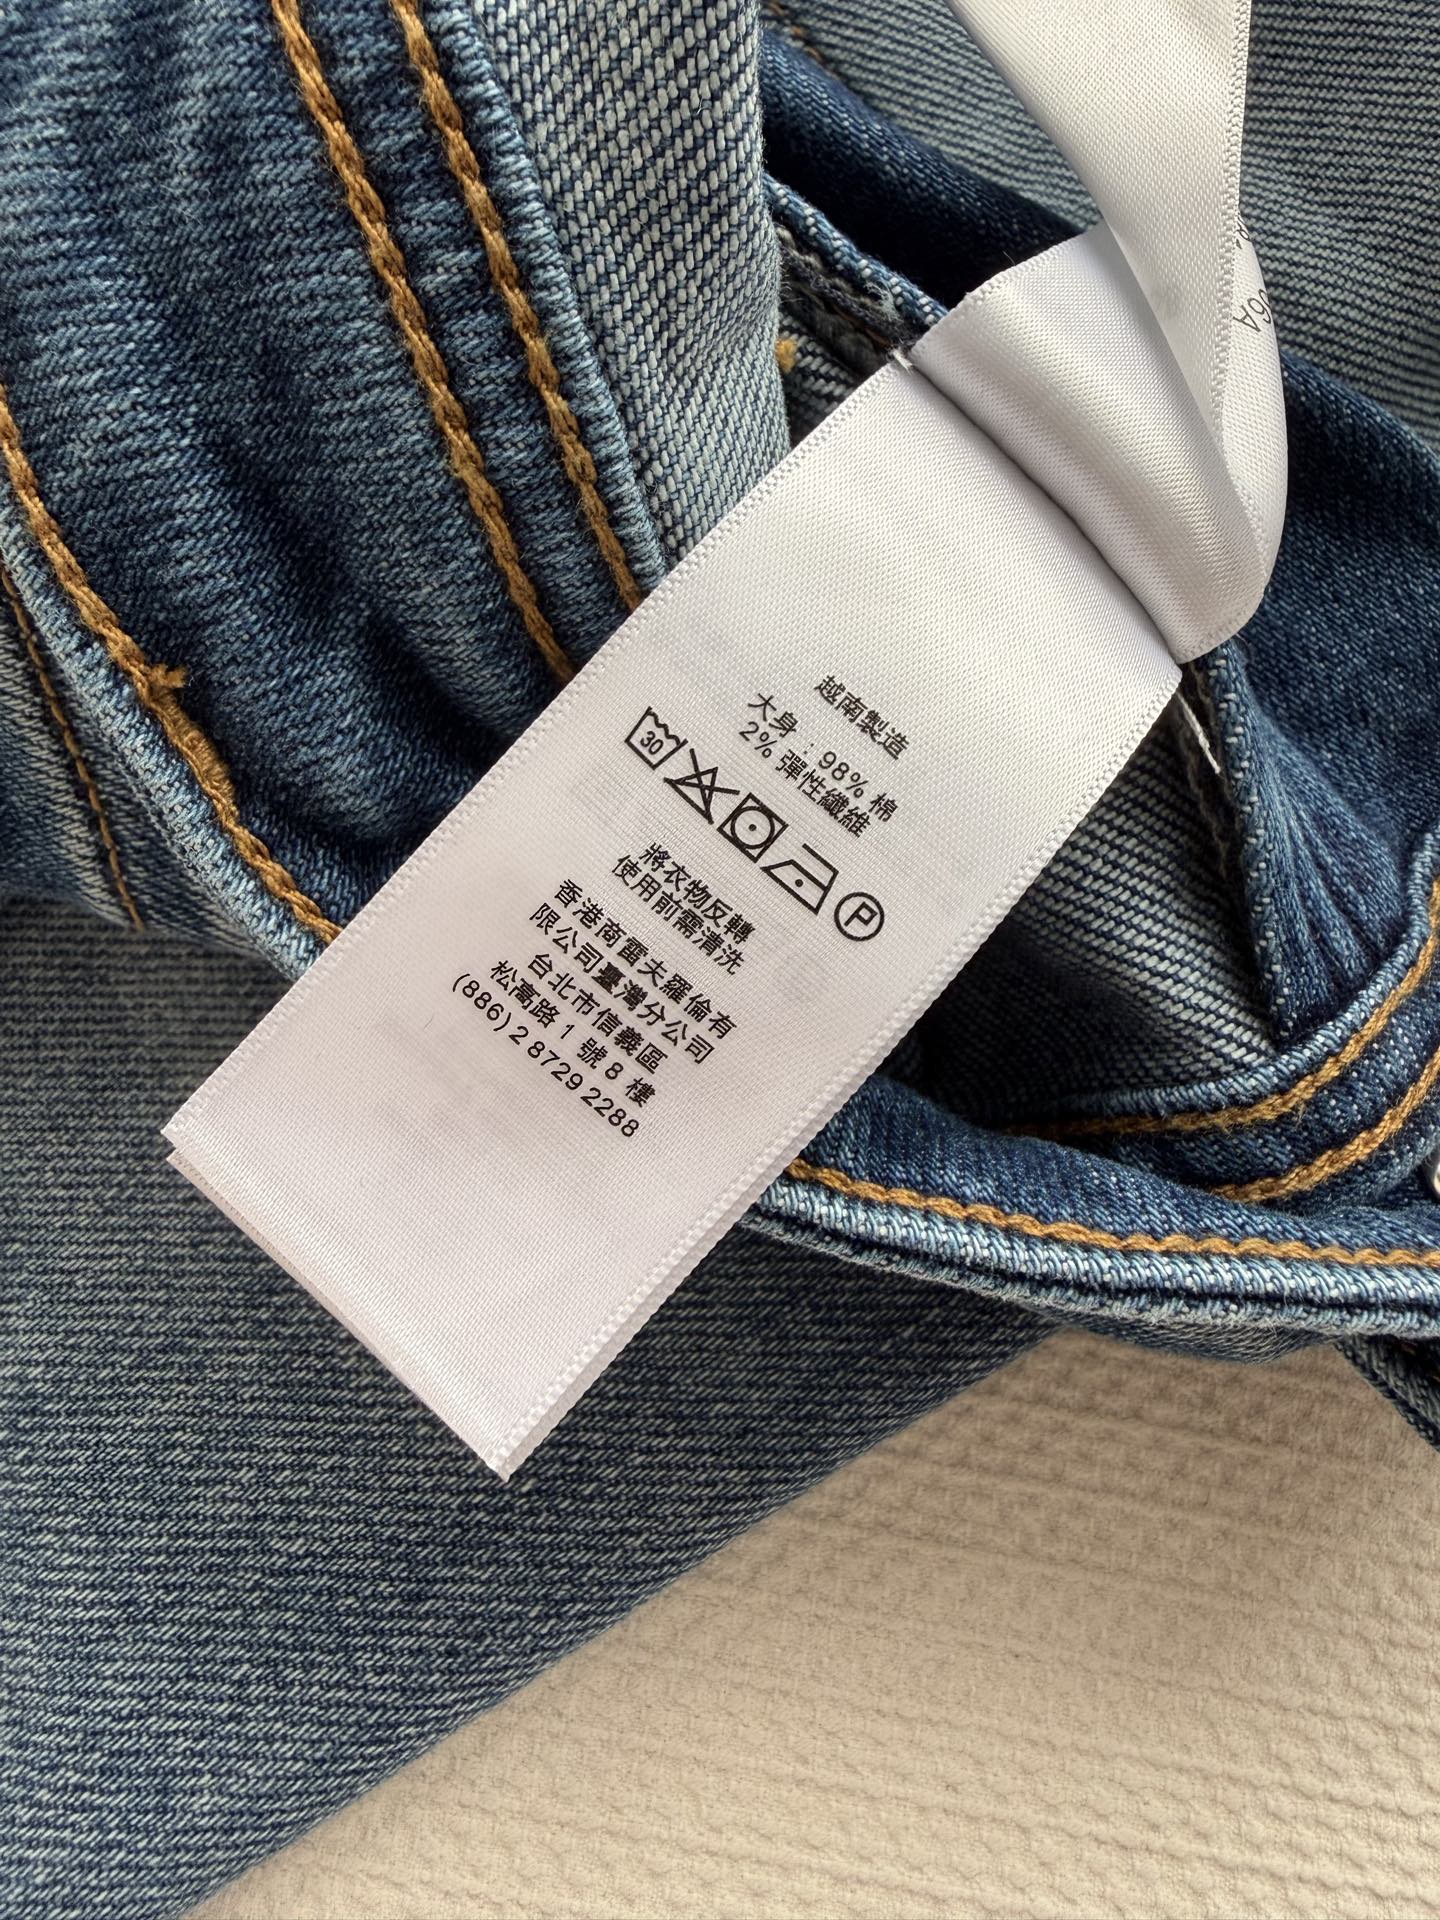 越南製造
大身：98% 棉
2% 彈性纖維
30
P
將衣物反轉
使用前需清洗
香港商雷夫羅倫有
限公司臺灣分公司
台北市信義區
松高路 1 號 8 樓
(886) 2 8729 2288